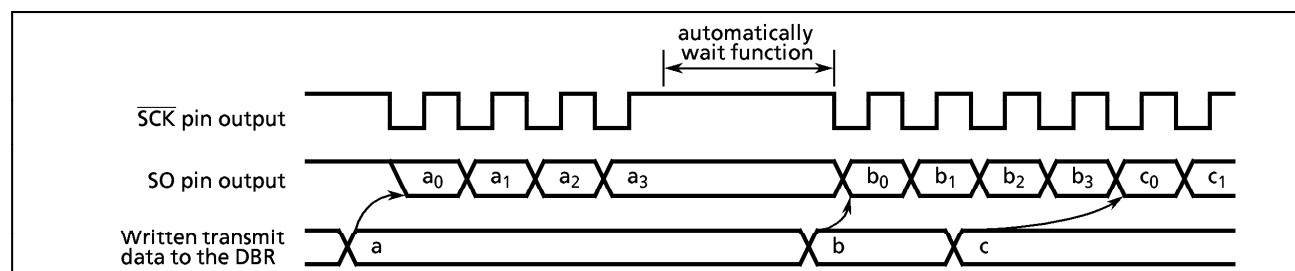 automatically
wait function
SCK pin output
SO pin output
a0 a1 a2 a3 b0 b1 b2 b3 c0 c1
Written transmit
data to the DBR
a b c